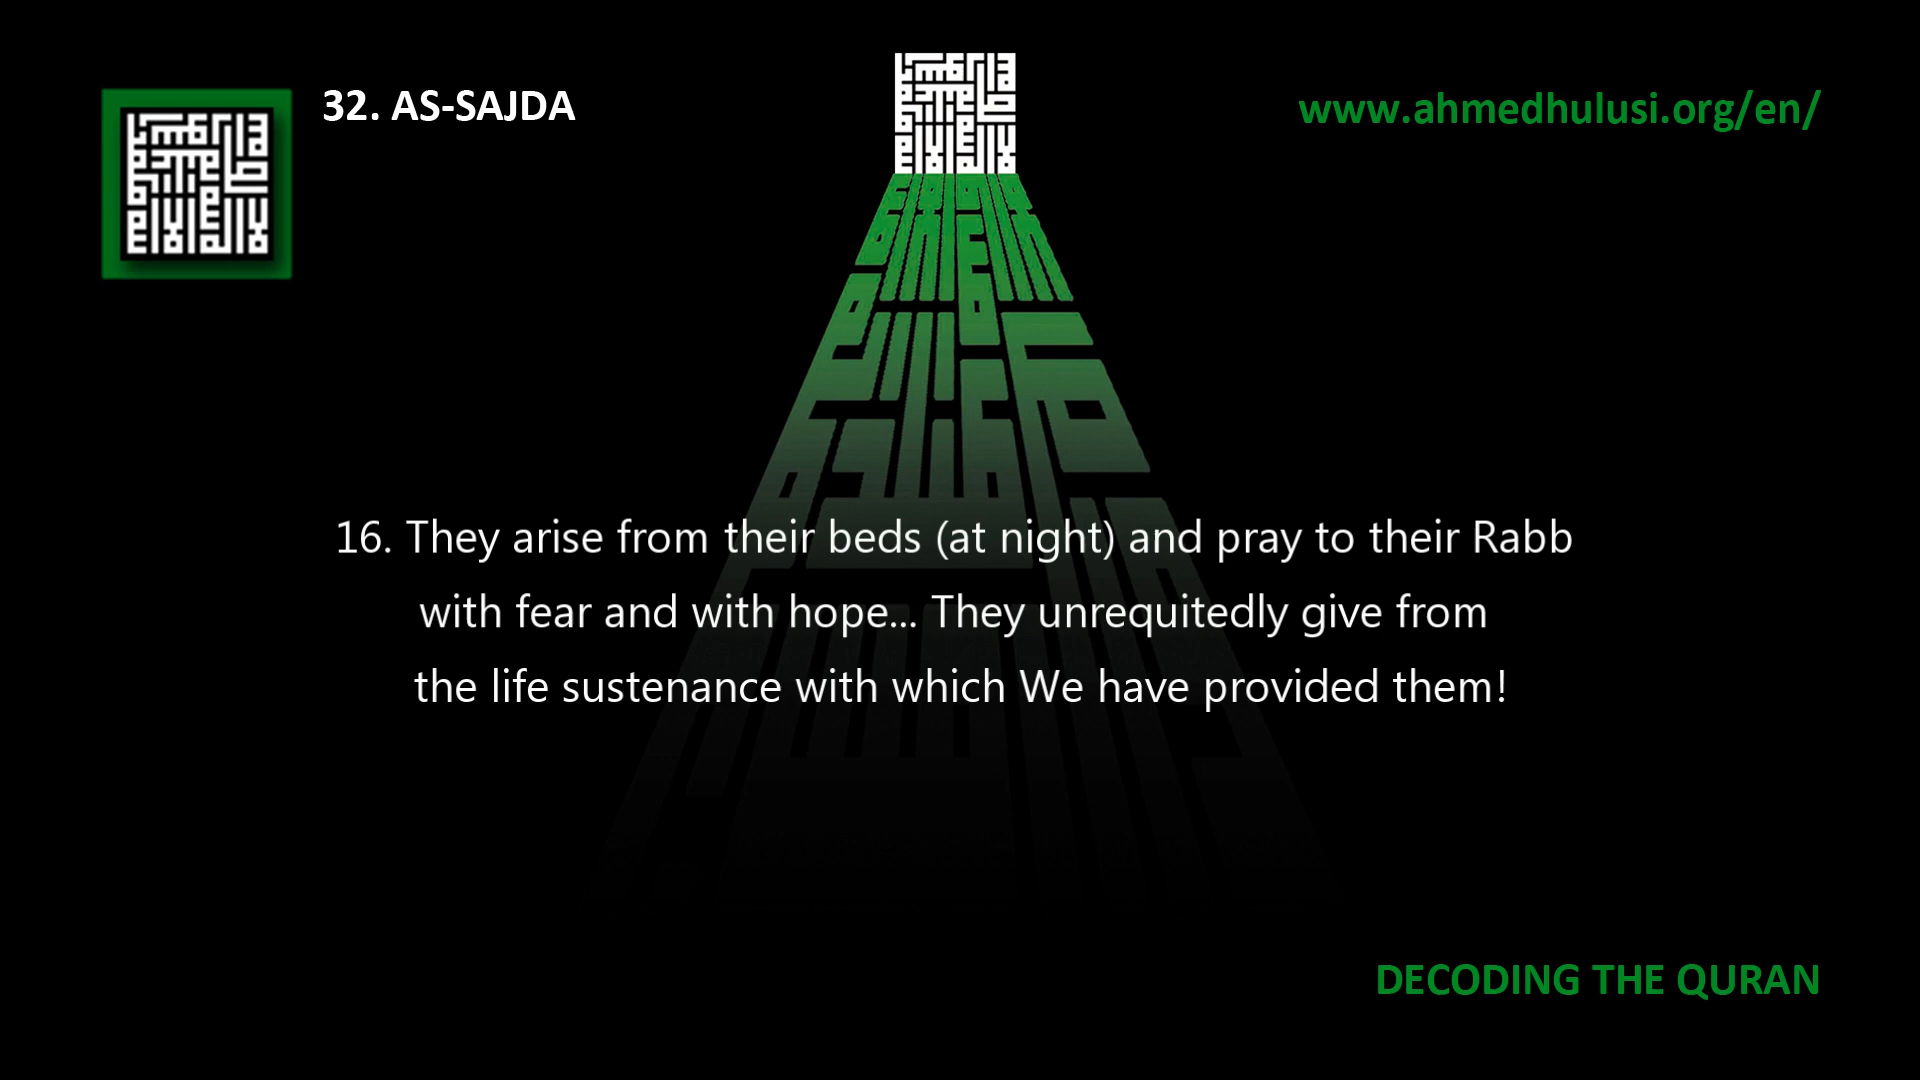 32. AS-SAJDA
www.ahmedhulusi.org/en/
16. They arise from their beds (at night) and pray to their Rabb
with fear and with hope... They unrequitedly give from
the life sustenance with which We have provided them!
DECODING THE QURAN